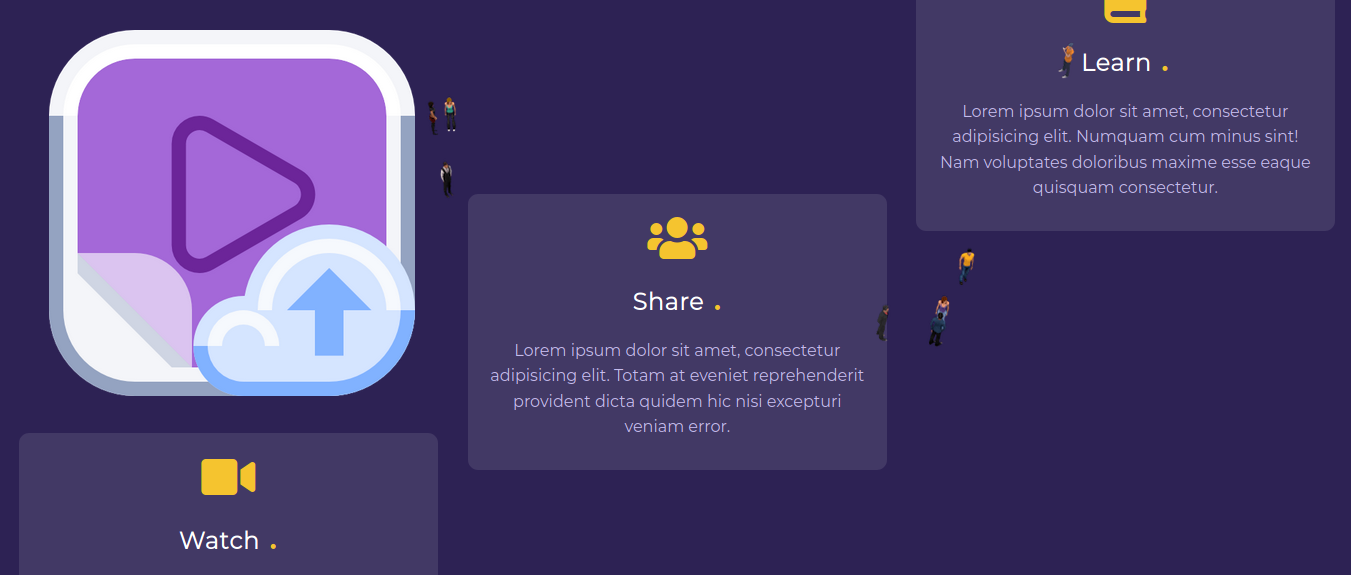 Learn .
Lorem ipsum dolor sit amet, consectetur
adipisicing elit. Numquam cum minus sint!
Nam voluptates doloribus maxime esse eaque
quisquam consectetur.
Share .
Lorem ipsum dolor sit amet, consectetur
adipisicing elit. Totam at eveniet reprehenderit
provident dicta quidem hic nisi excepturi
veniam error.
Watch .